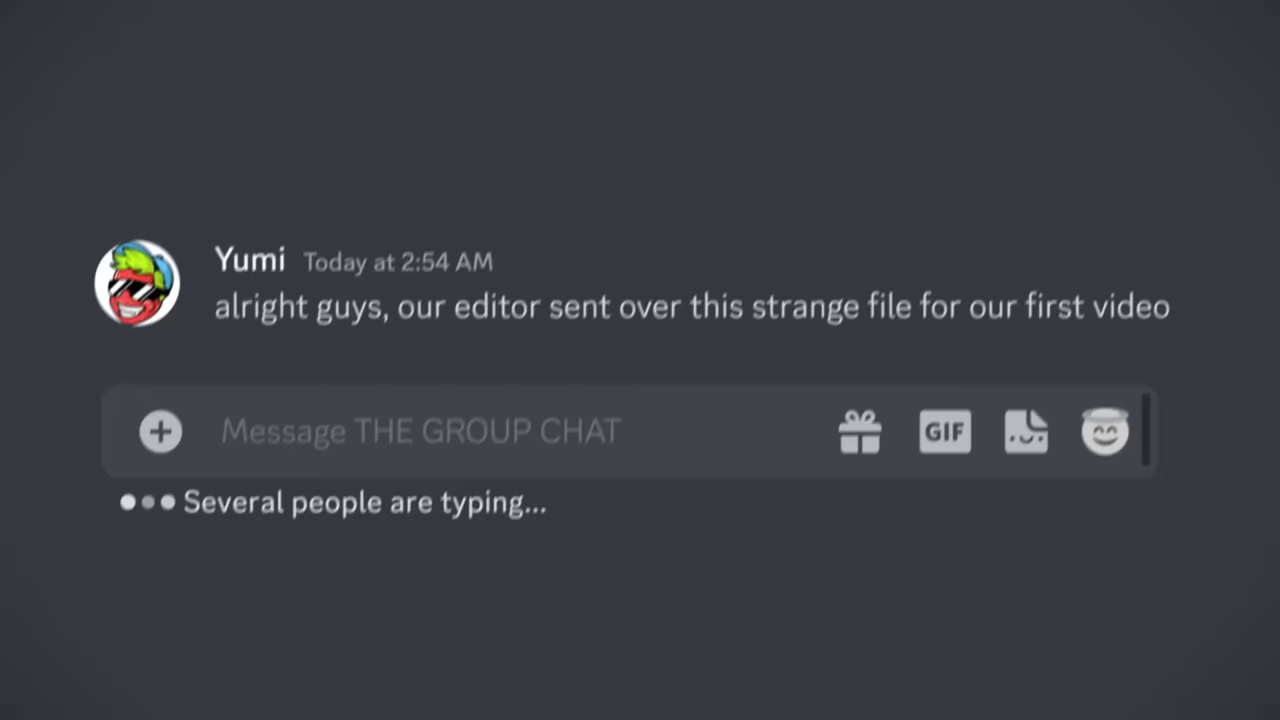 Yumi Today at 2:54 AM
alright guys, our editor sent over this strange file for our first video
Message THE GROUP CHAT GIF
Several people are typing...